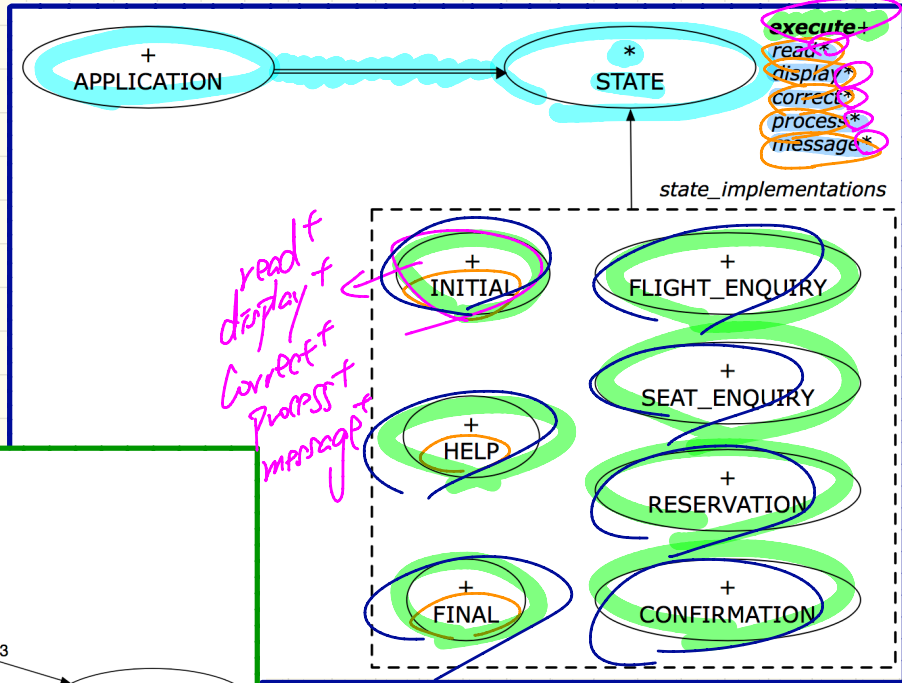 +
APPLICATION
*
STATE
execute+
read*
display*
correct*
process*
message*
state_implementations
+
INITIAL
+
FLIGHT_ENQUIRY
read+
display+
correct+
process+
message+
+
SEAT_ENQUIRY
+
HELP
+
RESERVATION
+
FINAL
+
CONFIRMATION
3